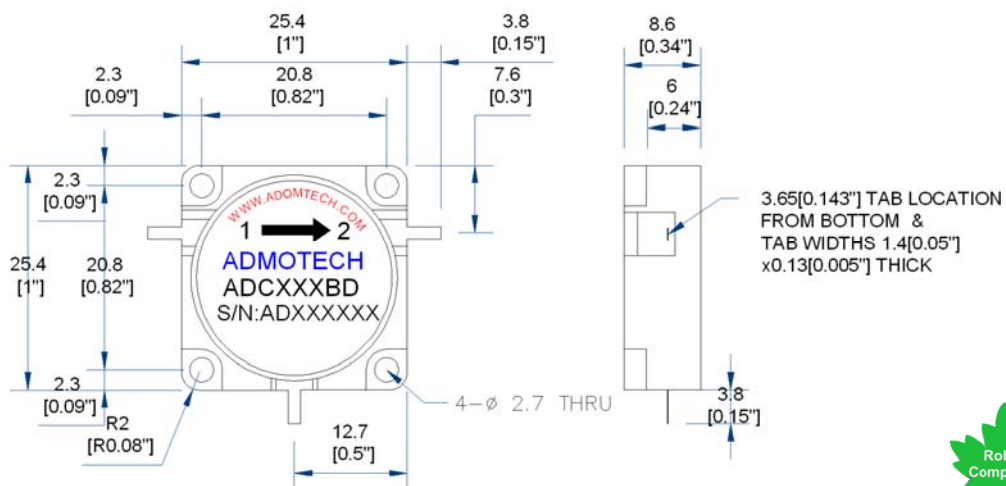 25.4
[1"]
3.8
[0.15"]
8.6
[0.34"]
2.3
[0.09"]
20.8
[0.82"]
7.6
[0.3"]
6
[0.24"]
2.3
[0.09"]
25.4
[1"]
20.8
[0.82"]
2.3
[0.09"]
R2
[R0.08"]
WWW.ADOMTECH.COM
1 2
ADMOTECH
ADCXXXBD
S/N:ADXXXXXX
3.65[0.143"] TAB LOCATION
FROM BOTTOM &
TAB WIDTHS 1.4[0.05"]
x0.13[0.005"] THICK
4-ø 2.7 THRU
12.7
[0.5"]
3.8
[0.15"]